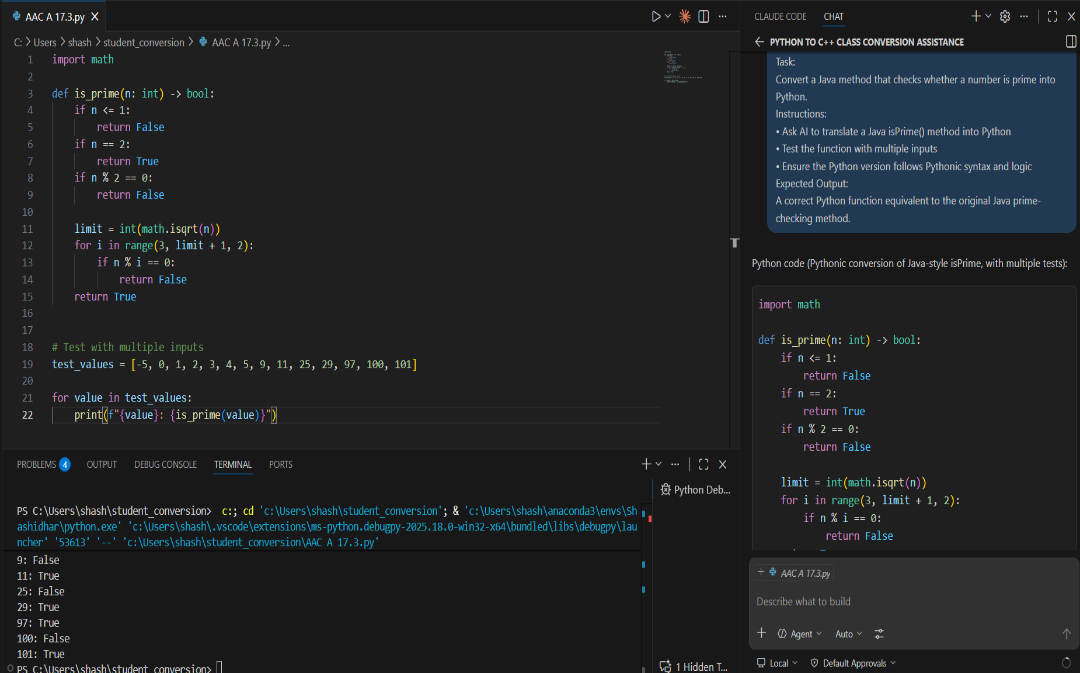 AAC A 17.3.py
C: > Users > shash > student_conversion > AAC A 17.3.py > ...
1 import math
2
3 def is_prime(n: int) -> bool:
4 if n <= 1:
5 return False
6 if n == 2:
7 return True
8 if n % 2 == 0:
9 return False
10
11 limit = int(math.isqrt(n))
12 for i in range(3, limit + 1, 2):
13 if n % i == 0:
14 return False
15 return True
16
17
18 # Test with multiple inputs
19 test_values = [-5, 0, 1, 2, 3, 4, 5, 9, 11, 25, 29, 97, 100, 101]
20
21 for value in test_values:
22 print(f"{value}: {is_prime(value)}")
PROBLEMS 4 OUTPUT DEBUG CONSOLE TERMINAL PORTS
Python Deb...
PS C:\Users\shash\student_conversion> c:; cd 'c:\Users\shash\student_conversion'; & 'c:\Users\shash\anaconda3\envs\Sh
ashidhar\python.exe' 'c:\Users\shash\.vscode\extensions\ms-python.debugpy-2025.18.0-win32-x64\bundled\libs\debugpy\lau
ncher' '53613' '--' 'c:\Users\shash\student_conversion\AAC A 17.3.py'
9: False
11: True
25: False
29: True
97: True
100: False
101: True
PS C:\Users\shash\student_conversion>
1 Hidden T...
CLAUDE CODE CHAT
PYTHON TO C++ CLASS CONVERSION ASSISTANCE
Task:
Convert a Java method that checks whether a number is prime into
Python.
Instructions:
• Ask AI to translate a Java isPrime() method into Python
• Test the function with multiple inputs
• Ensure the Python version follows Pythonic syntax and logic
Expected Output:
A correct Python function equivalent to the original Java prime-
checking method.
Python code (Pythonic conversion of Java-style isPrime, with multiple tests):
import math
def is_prime(n: int) -> bool:
if n <= 1:
return False
if n == 2:
return True
if n % 2 == 0:
return False
limit = int(math.isqrt(n))
for i in range(3, limit + 1, 2):
if n % i == 0:
return False
AAC A 17.3.py
Describe what to build
Agent Auto
Local Default Approvals